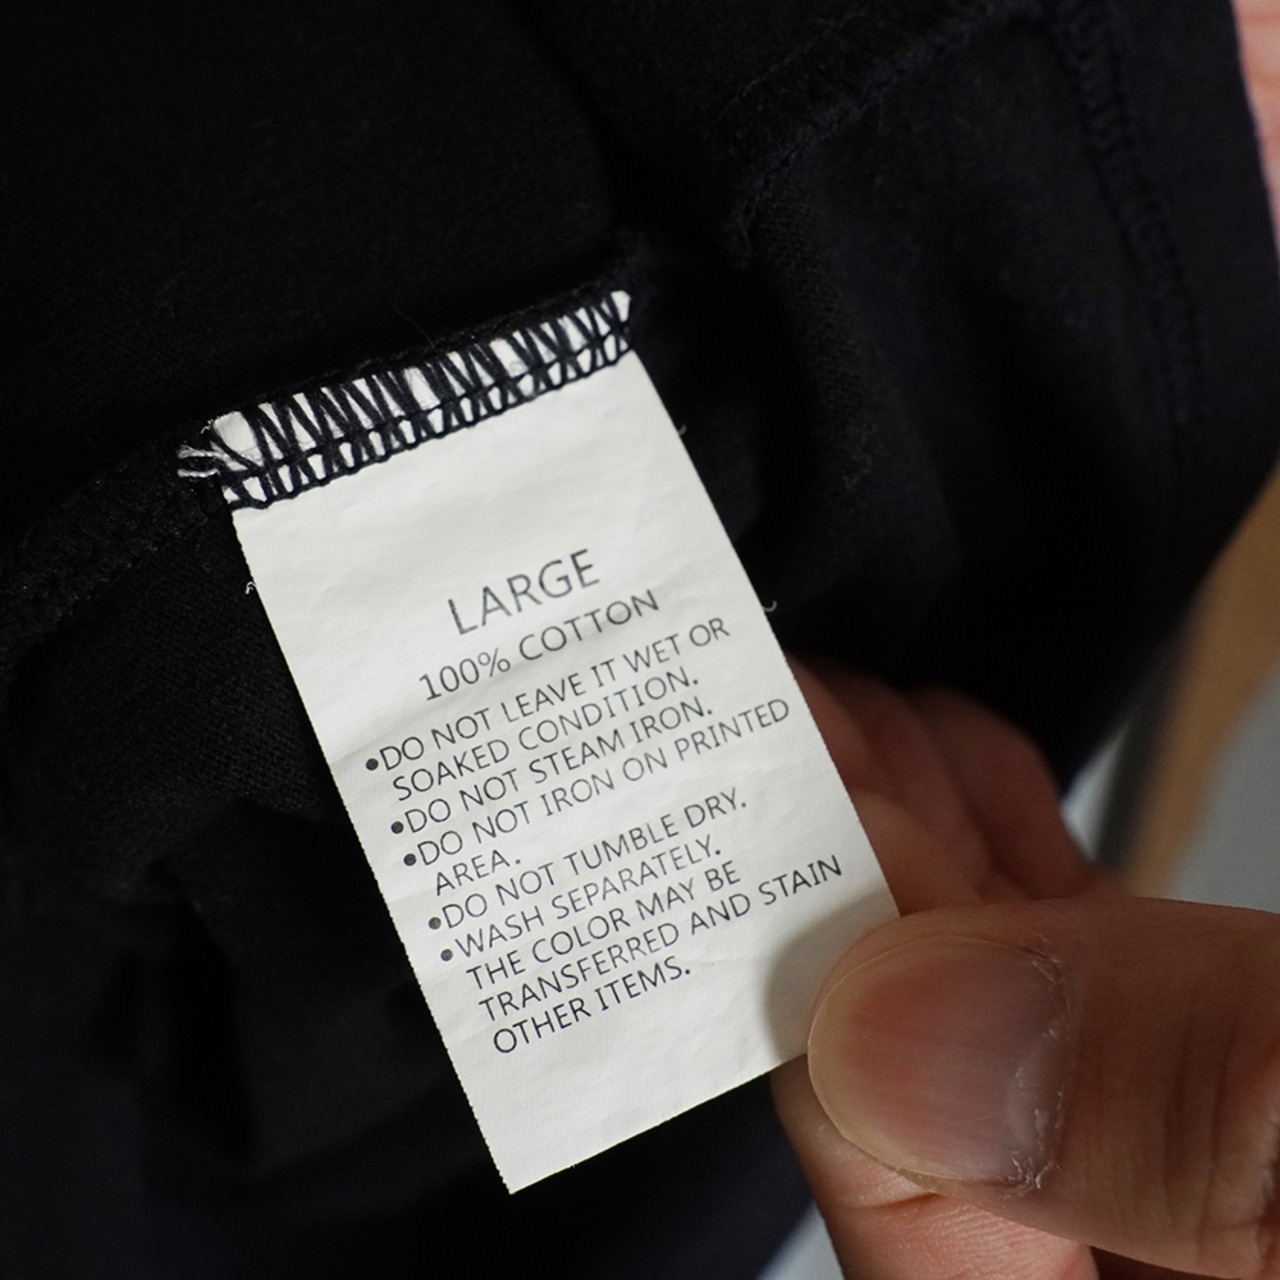 LARGE
100% COTTON
•DO NOT LEAVE IT WET OR
SOAKED CONDITION.
•DO NOT STEAM IRON.
•DO NOT IRON ON PRINTED
AREA.
•DO NOT TUMBLE DRY.
•WASH SEPARATELY.
THE COLOR MAY BE
TRANSFERRED AND STAIN
OTHER ITEMS.